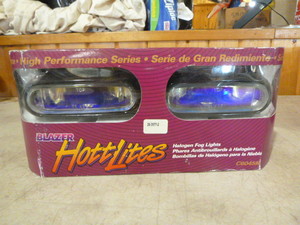 High Performance Series • Serie de Gran Redimiento
BLAZER
HottLites
Halogen Fog Lights
Phares Antibrouillards à Halogène
Bombillas de Halógeno para la Niebla